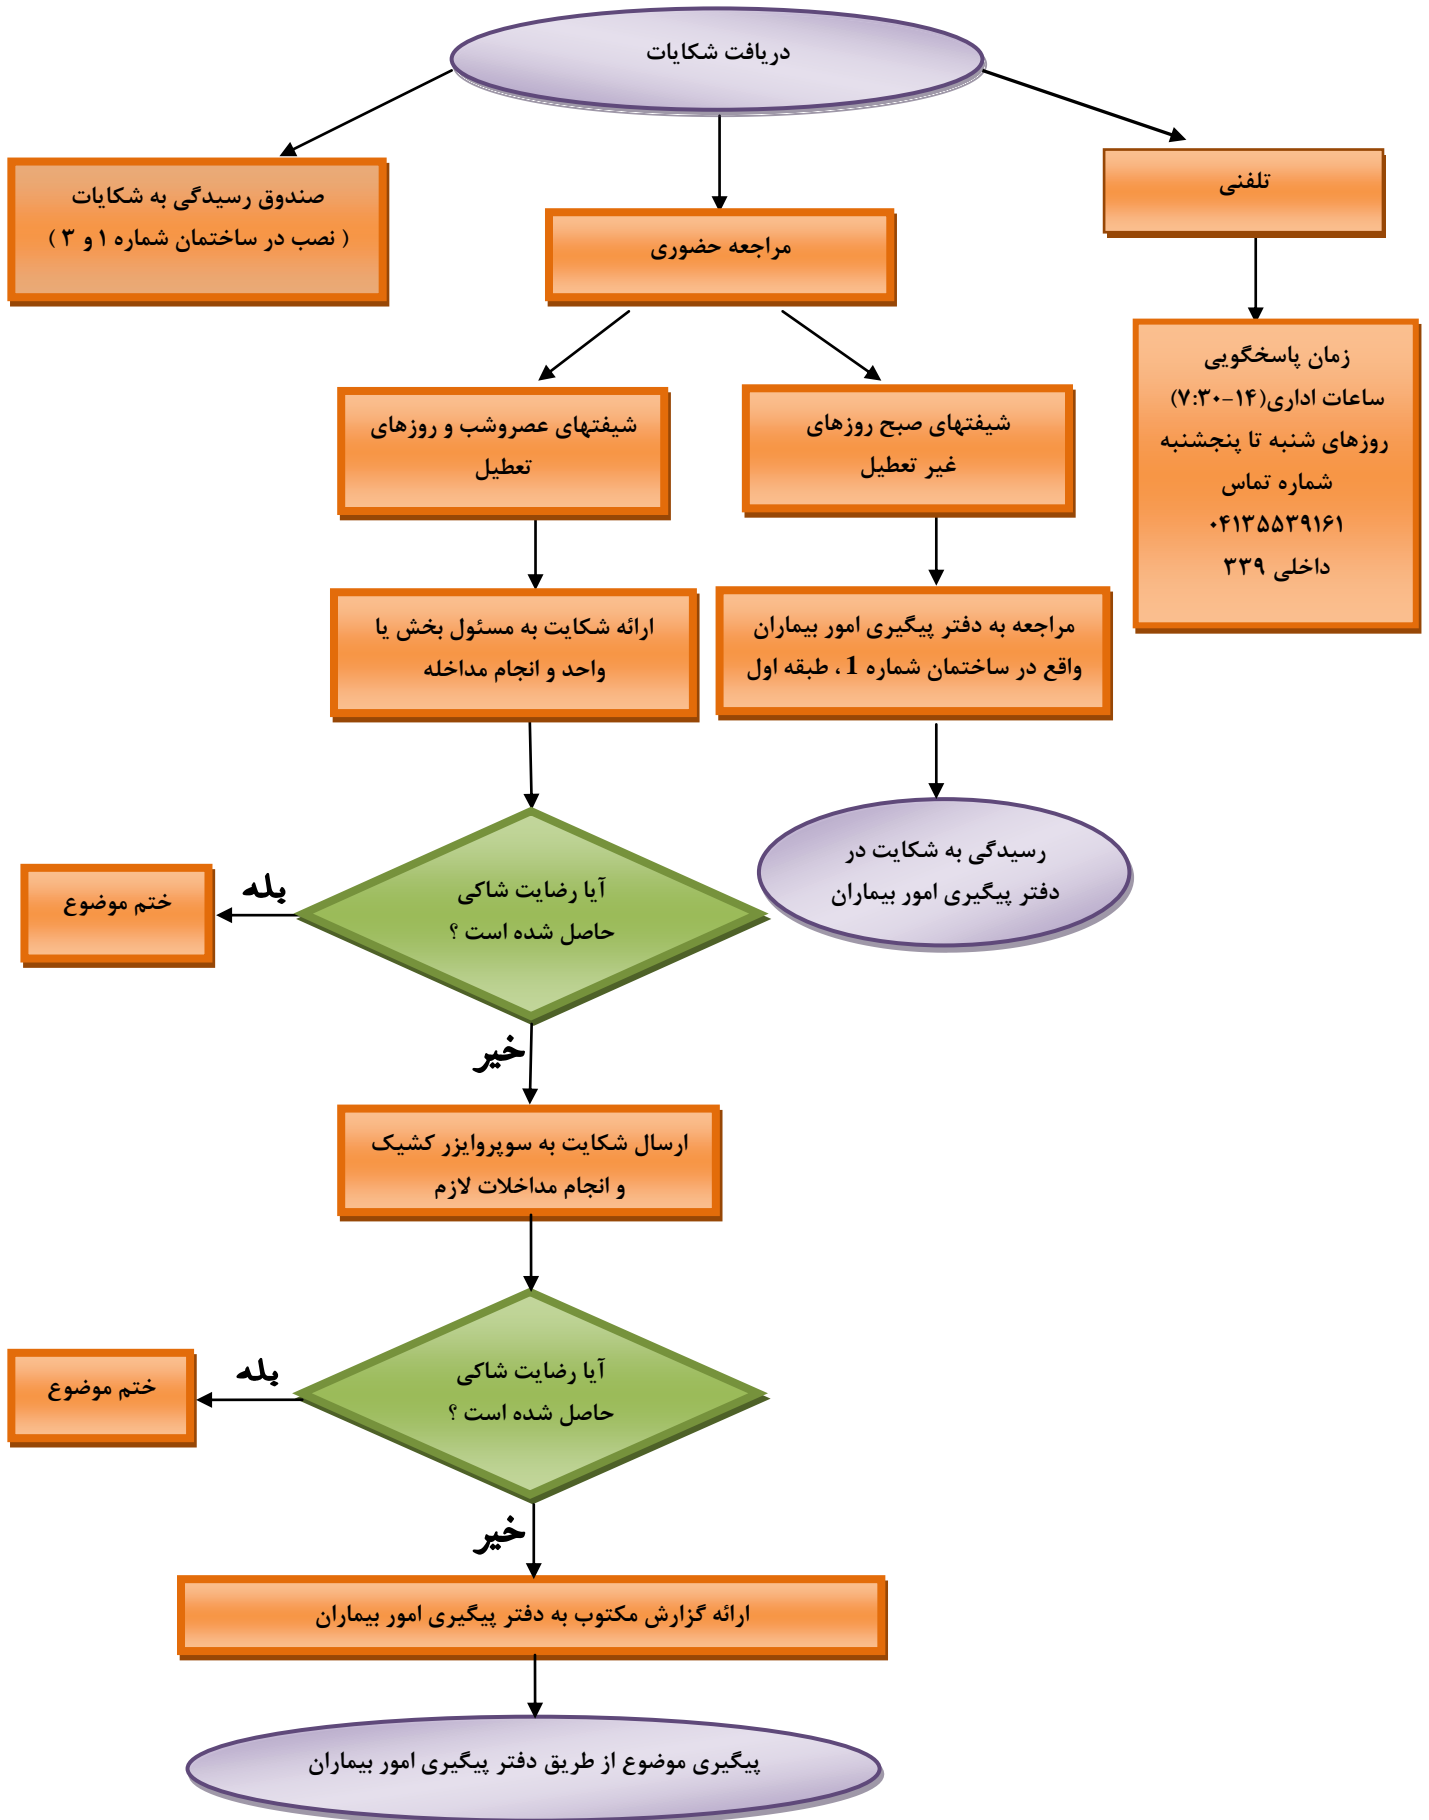 دریافت شکایات
تلفنی
زمان پاسخگویی
ساعات اداری(۱۴-۷:۳۰)
روزهای شنبه تا پنجشنبه
شماره تماس
۰۴۱۳۵۵۳۹۱۶۱
داخلی ۳۳۹
مراجعه حضوری
صندوق رسیدگی به شکایات
( نصب در ساختمان شماره ۱ و ۳ )
شیفتهای صبح روزهای
غیر تعطیل
مراجعه به دفتر پیگیری امور بیماران
واقع در ساختمان شماره 1 ، طبقه اول
رسیدگی به شکایت در
دفتر پیگیری امور بیماران
شیفتهای عصروشب و روزهای
تعطیل
ارائه شکایت به مسئول بخش یا
واحد و انجام مداخله
آیا رضایت شاکی
حاصل شده است ؟
بله
ختم موضوع
خیر
ارسال شکایت به سوپروایزر کشیک
و انجام مداخلات لازم
آیا رضایت شاکی
حاصل شده است ؟
بله
ختم موضوع
خیر
ارائه گزارش مکتوب به دفتر پیگیری امور بیماران
پیگیری موضوع از طریق دفتر پیگیری امور بیماران